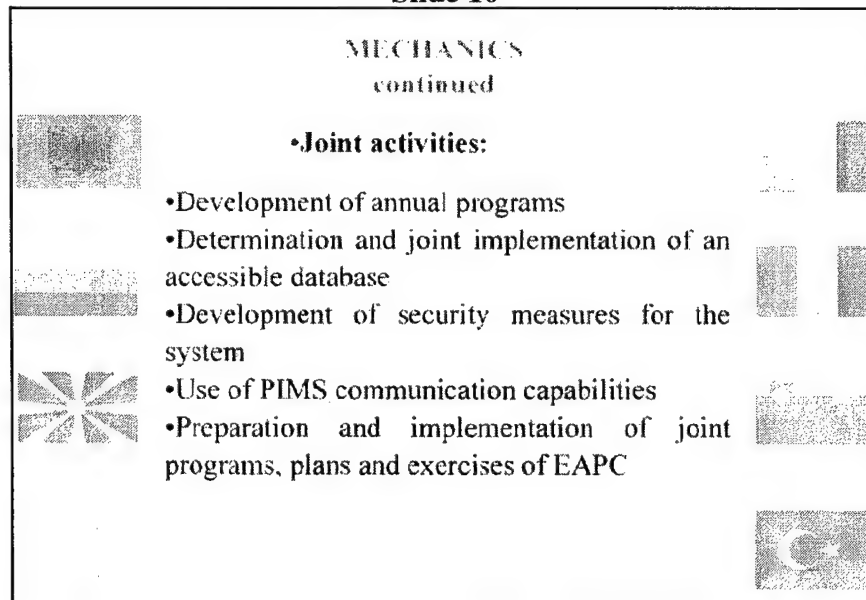 MECHANICS
continued
•Joint activities:
•Development of annual programs
•Determination and joint implementation of an
accessible database
•Development of security measures for the
system
•Use of PIMS communication capabilities
•Preparation and implementation of joint
programs, plans and exercises of EAPC